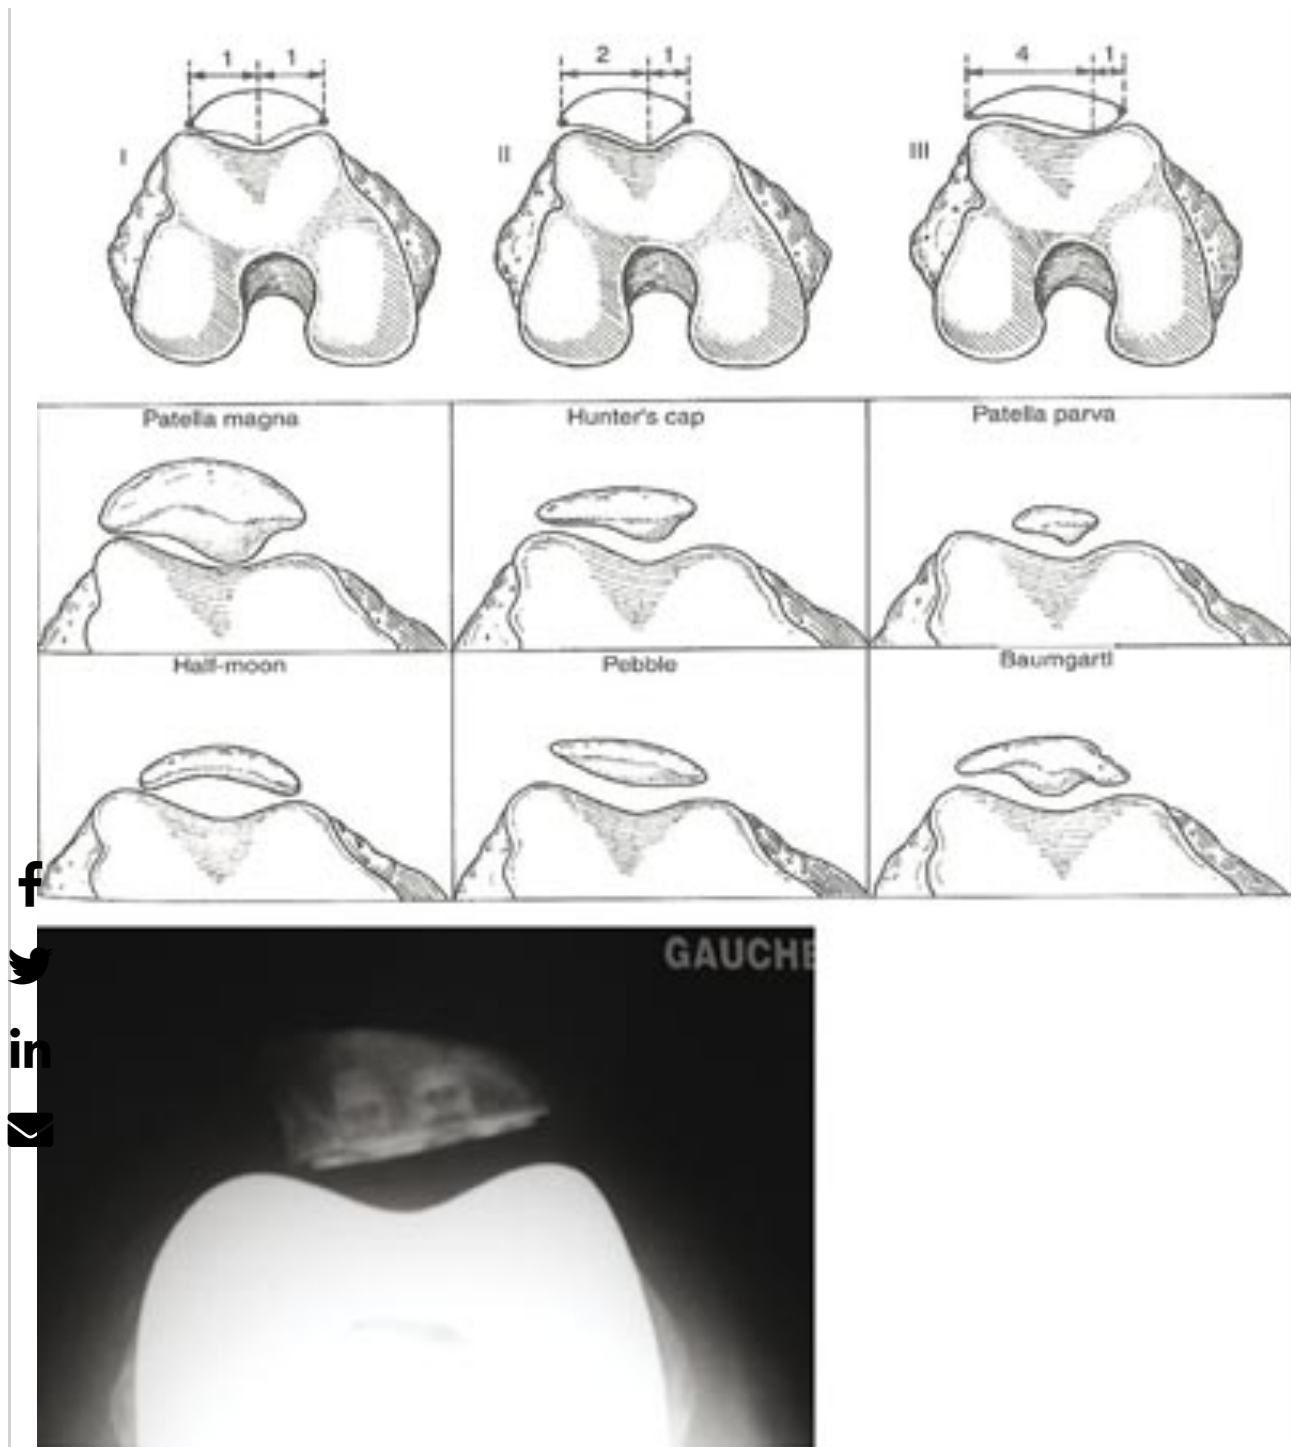 1 1
2 1
4 1
I
II
III
Patella magna
Hunter's cap
Patella parva
Half-moon
Pebble
Baumgartl
GAUCHE